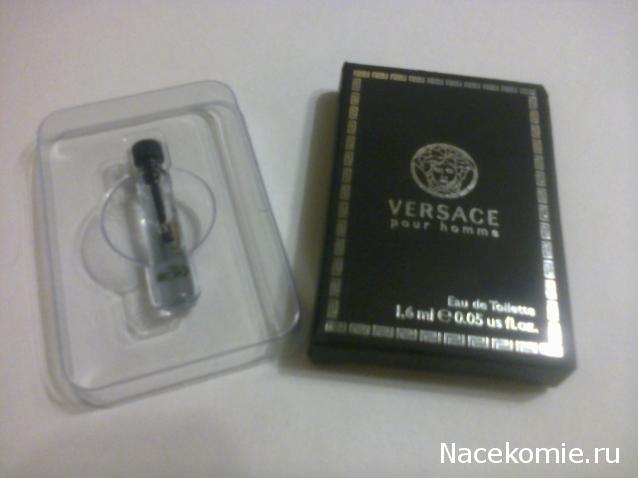 VERSACE
pour homme
Eau de Toilette
1.6 ml e 0.05 us fl.oz.
Nacekomie.ru